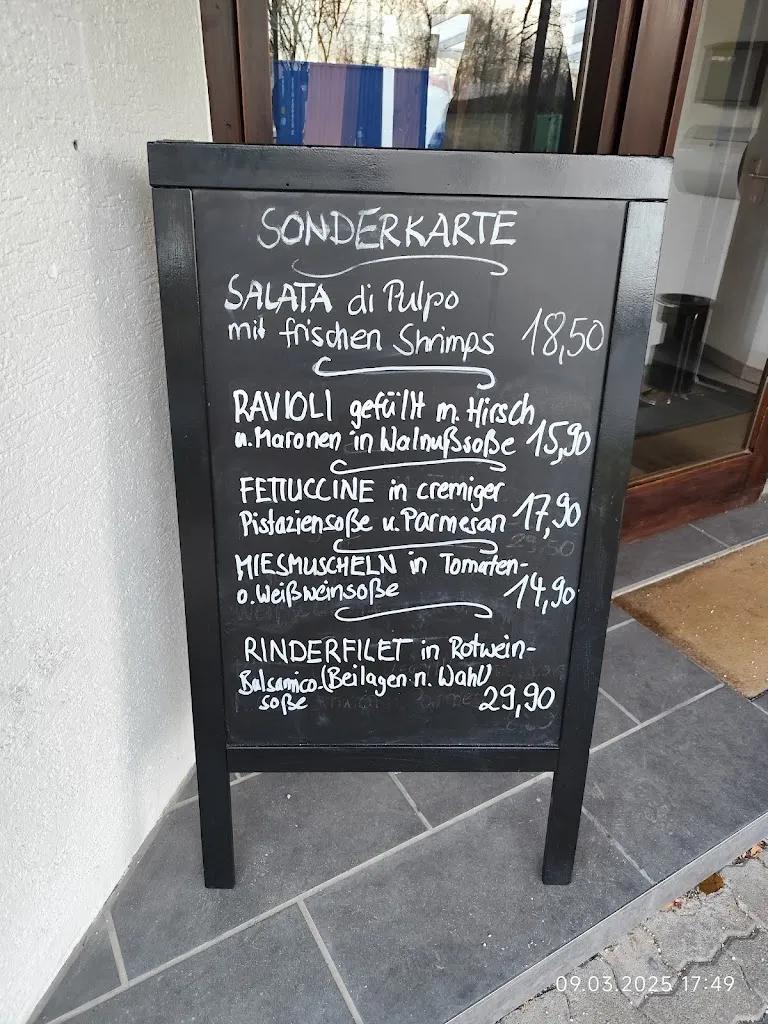 SONDERKARTE
SALATA di Pulpo
mit frischen Shrimps 18,50
RAVIOLI gefüllt m. Hirsch
u. Maronen in Walnußsoße 15,90
FETTUCCINE in cremiger
Pistaziensoße u. Parmesan 17,90
MIESMUSCHELN in Tomaten-
o. Weißweinsoße 14,90
RINDERFILET in Rotwein-
Balsamico- (Beilagen n. Wahl)
soße 29,90
09.03.2025 17:49